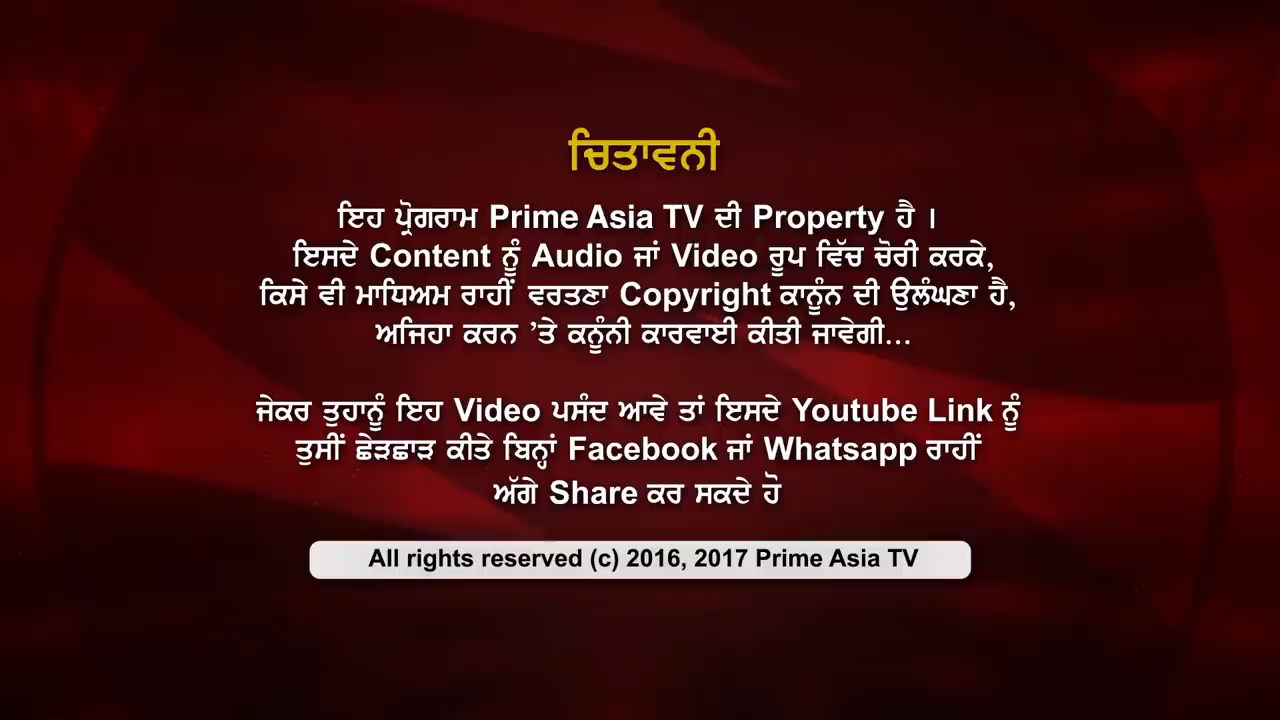 ਚਿਤਾਵਨੀ
ਇਹ ਪ੍ਰੋਗਰਾਮ Prime Asia TV ਦੀ Property ਹੈ ।
ਇਸਦੇ Content ਨੂੰ Audio ਜਾਂ Video ਰੂਪ ਵਿੱਚ ਚੋਰੀ ਕਰਕੇ,
ਕਿਸੇ ਵੀ ਮਾਧਿਅਮ ਰਾਹੀਂ ਵਰਤਣਾ Copyright ਕਾਨੂੰਨ ਦੀ ਉਲੰਘਣਾ ਹੈ,
ਅਜਿਹਾ ਕਰਨ ’ਤੇ ਕਨੂੰਨੀ ਕਾਰਵਾਈ ਕੀਤੀ ਜਾਵੇਗੀ...
ਜੇਕਰ ਤੁਹਾਨੂੰ ਇਹ Video ਪਸੰਦ ਆਵੇ ਤਾਂ ਇਸਦੇ Youtube Link ਨੂੰ
ਤੁਸੀਂ ਛੇੜਛਾੜ ਕੀਤੇ ਬਿਨ੍ਹਾਂ Facebook ਜਾਂ Whatsapp ਰਾਹੀਂ
ਅੱਗੇ Share ਕਰ ਸਕਦੇ ਹੋ
All rights reserved (c) 2016, 2017 Prime Asia TV